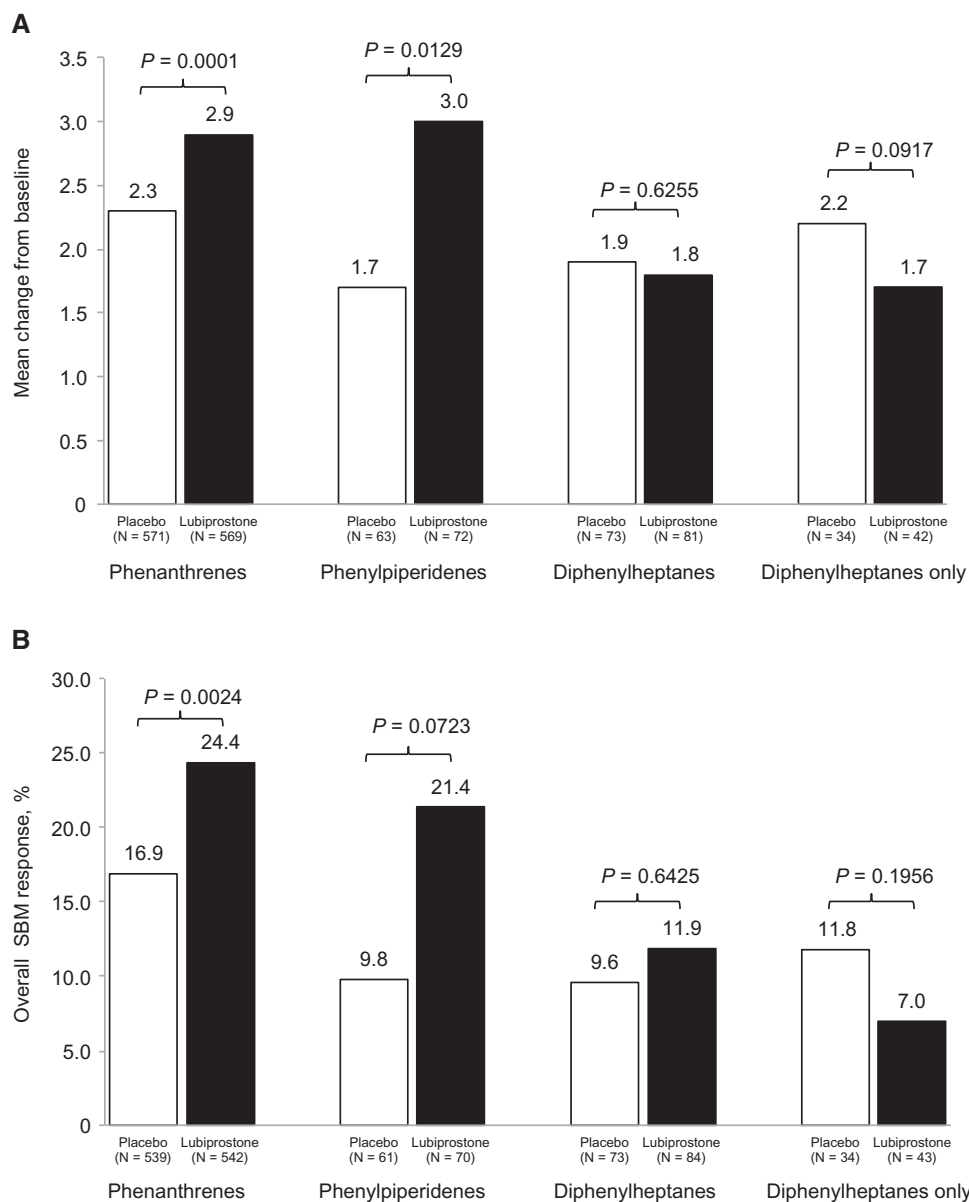 A
P = 0.0001
P = 0.0129
P = 0.6255
P = 0.0917
3.5
3.0
2.5
2.0
1.5
1.0
0.5
0
Mean change from baseline
2.3
2.9
1.7
3.0
1.9
1.8
2.2
1.7
Placebo Lubiprostone Placebo Lubiprostone Placebo Lubiprostone Placebo Lubiprostone
(N = 571) (N = 569) (N = 63) (N = 72) (N = 73) (N = 81) (N = 34) (N = 42)
Phenanthrenes Phenylpiperidenes Diphenylheptanes Diphenylheptanes only
B
P = 0.0024
P = 0.0723
P = 0.6425
P = 0.1956
30.0
25.0
20.0
15.0
10.0
5.0
0
Overall SBM response, %
16.9
24.4
9.8
21.4
9.6
11.9
11.8
7.0
Placebo Lubiprostone Placebo Lubiprostone Placebo Lubiprostone Placebo Lubiprostone
(N = 539) (N = 542) (N = 61) (N = 70) (N = 73) (N = 84) (N = 34) (N = 43)
Phenanthrenes Phenylpiperidenes Diphenylheptanes Diphenylheptanes only